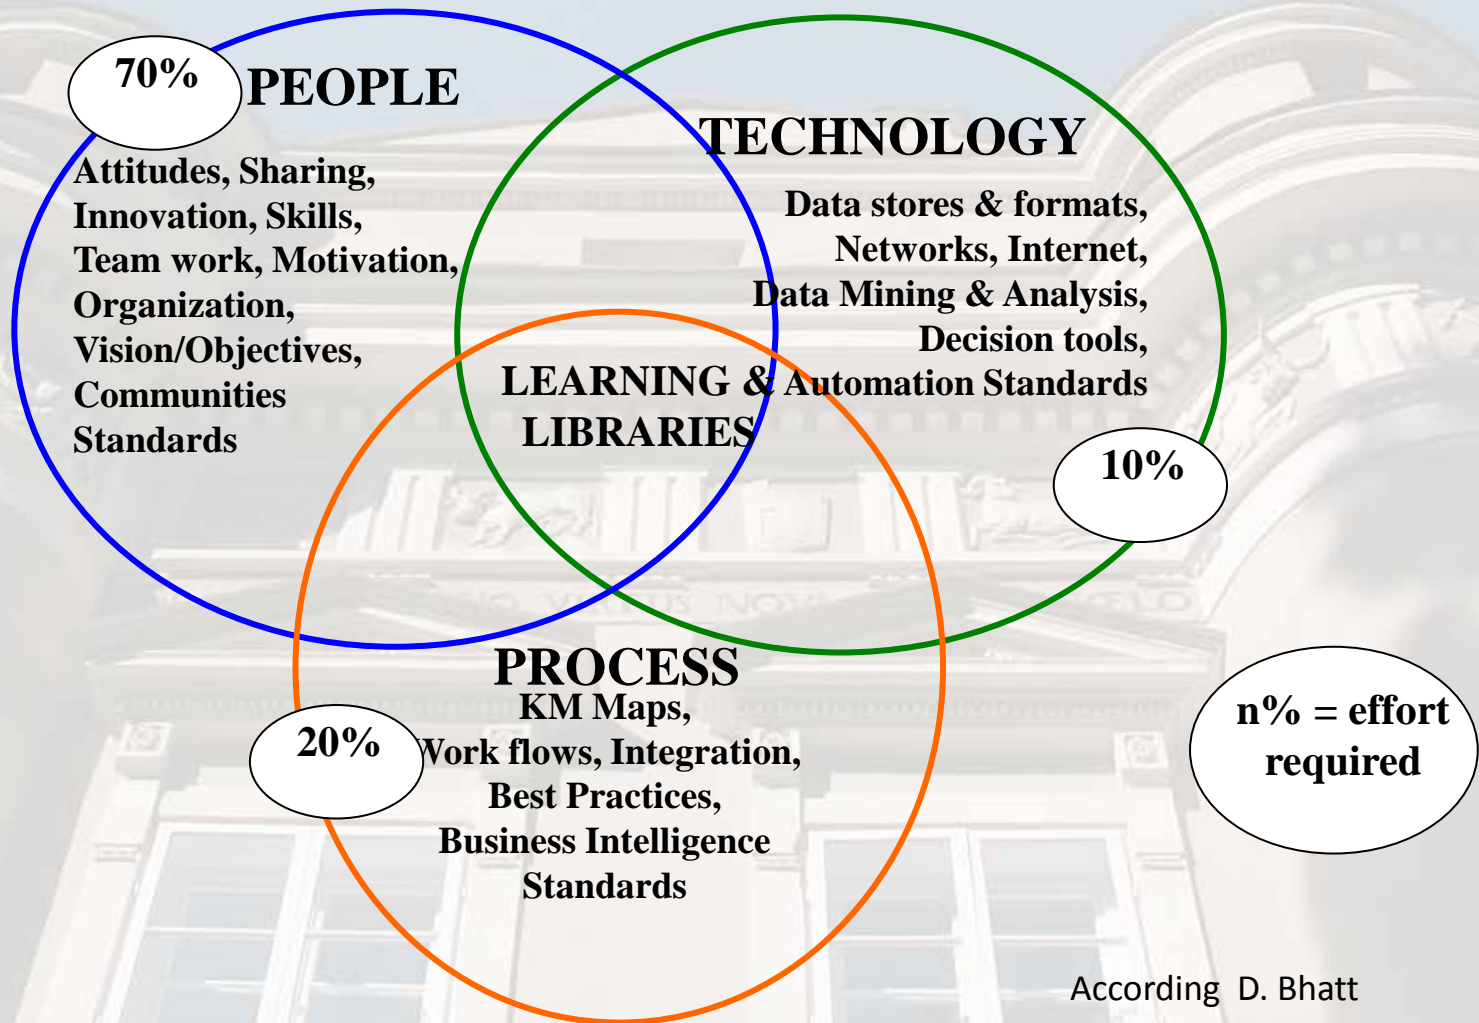 70%
PEOPLE
Attitudes, Sharing,
Innovation, Skills,
Team work, Motivation,
Organization,
Vision/Objectives,
Communities
Standards
TECHNOLOGY
Data stores & formats,
Networks, Internet,
Data Mining & Analysis,
Decision tools,
Automation Standards
10%
LEARNING &
LIBRARIES
PROCESS
KM Maps,
Work flows, Integration,
Best Practices,
Business Intelligence
Standards
20%
n% = effort
required
According D. Bhatt